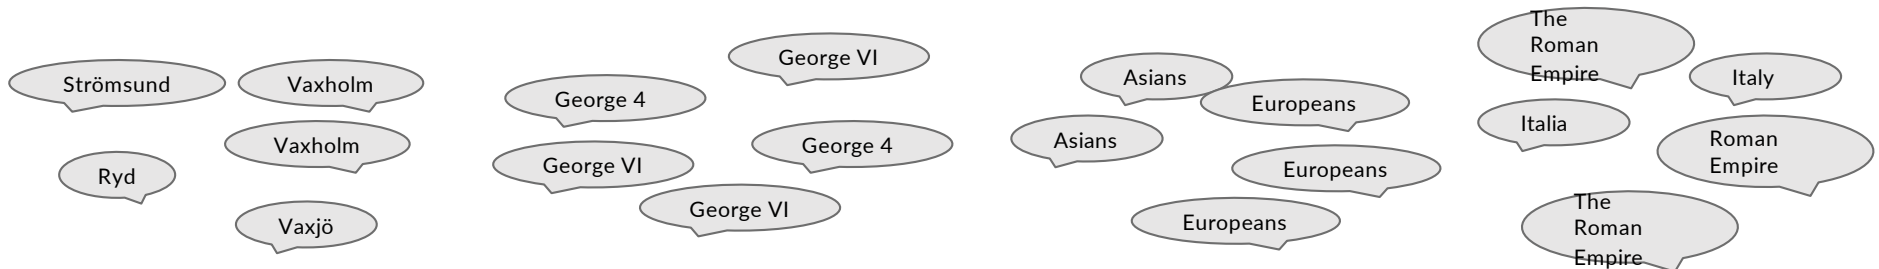 Strömsund
Vaxholm
Vaxholm
Ryd
Vaxjö
George VI
George 4
George 4
George VI
George VI
Asians
Europeans
Asians
Europeans
Europeans
The
Roman
Empire
Italy
Italia
Roman
Empire
The
Roman
Empire